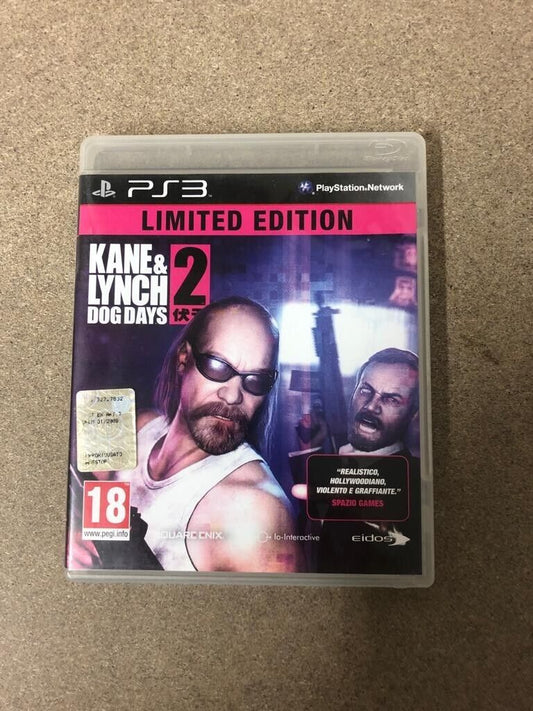 PS3
PlayStation®Network
LIMITED EDITION
KANE &
LYNCH 2
DOG DAYS
18
www.pegi.info
"REALISTICO,
HOLLYWOODIANO,
VIOLENTO E GRAFFIANTE."
SPAZIO GAMES
SQUARE ENIX
Io-Interactive
eidos